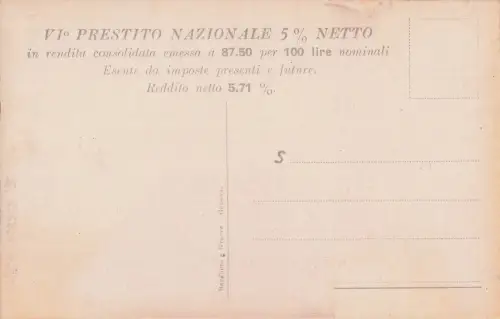 VIº PRESTITO NAZIONALE 5 % NETTO
in rendita consolidata emessa a 87.50 per 100 lire nominali
Esente da imposte presenti e future.
Reddito netto 5.71 %.
S